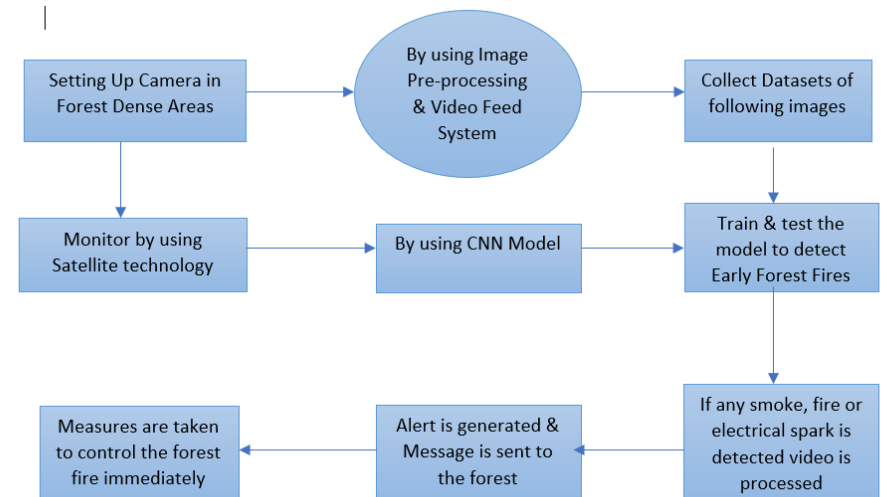 Setting Up Camera in
Forest Dense Areas
By using Image
Pre-processing
& Video Feed
System
Collect Datasets of
following images
Monitor by using
Satellite technology
By using CNN Model
Train & test the
model to detect
Early Forest Fires
Measures are taken
to control the forest
fire immediately
Alert is generated &
Message is sent to
the forest
If any smoke, fire or
electrical spark is
detected video is
processed